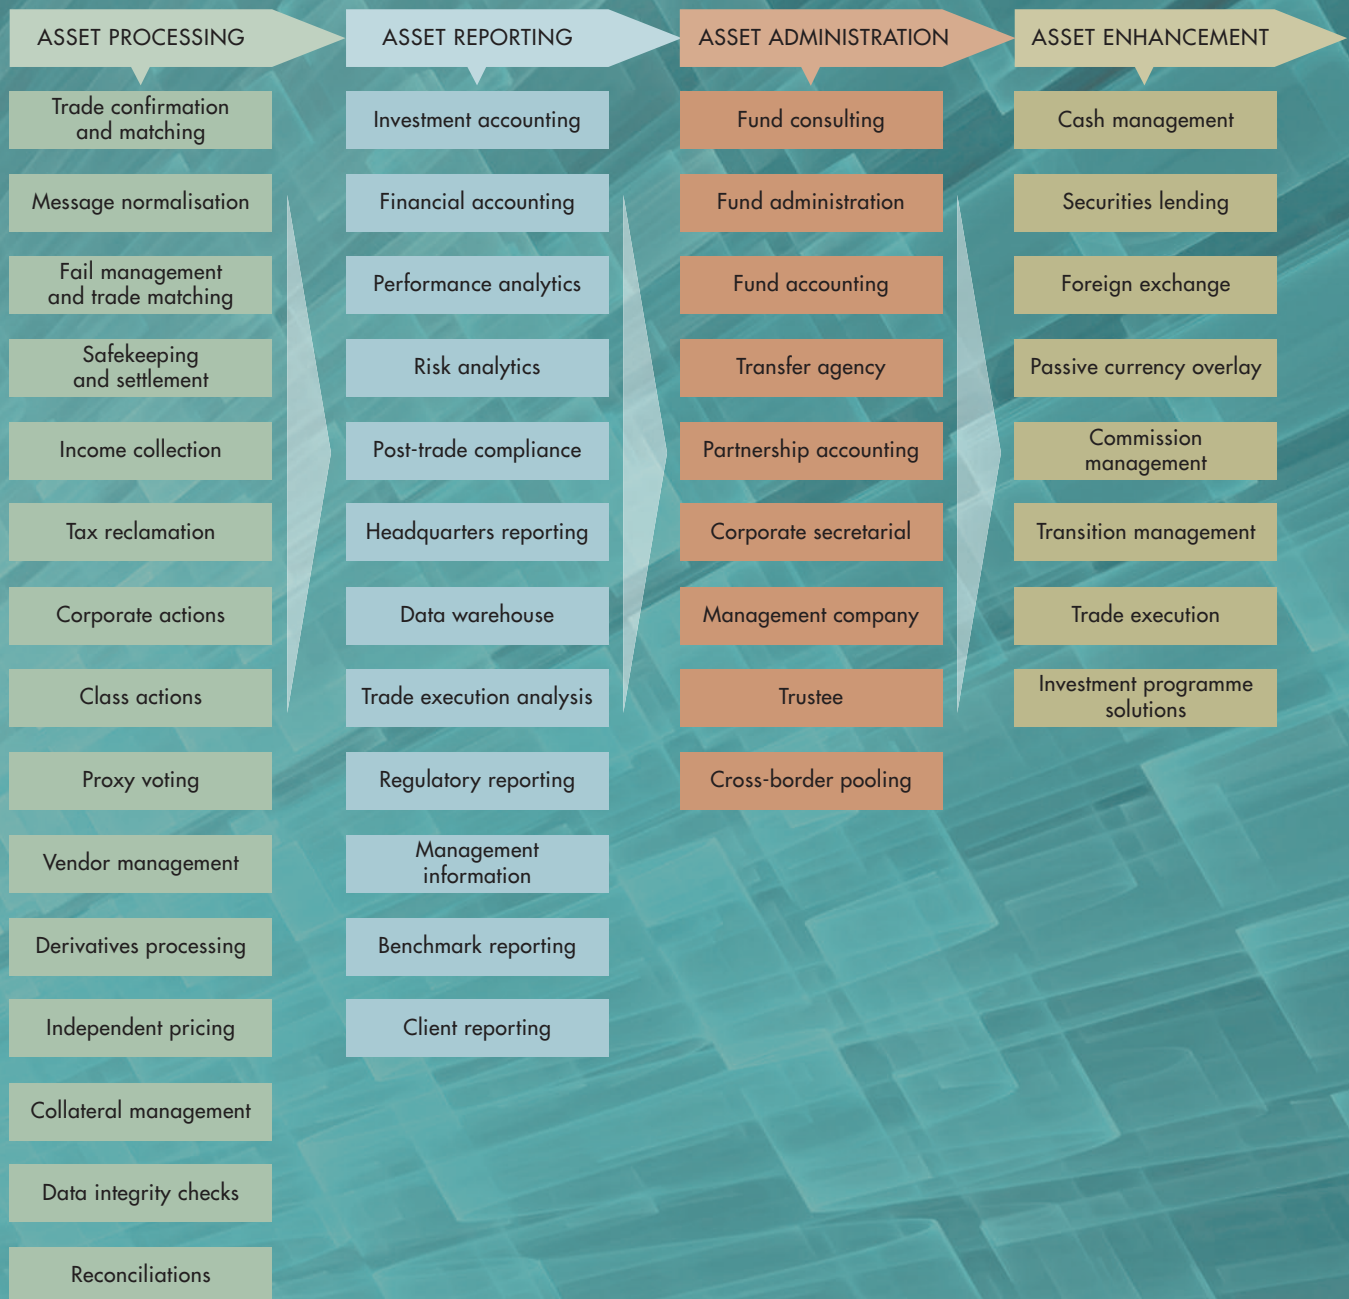 ASSET PROCESSING
Trade confirmation
and matching
Message normalisation
Fail management
and trade matching
Safekeeping
and settlement
Income collection
Tax reclamation
Corporate actions
Class actions
Proxy voting
Vendor management
Derivatives processing
Independent pricing
Collateral management
Data integrity checks
Reconciliations
ASSET REPORTING
Investment accounting
Financial accounting
Performance analytics
Risk analytics
Post-trade compliance
Headquarters reporting
Data warehouse
Trade execution analysis
Regulatory reporting
Management
information
Benchmark reporting
Client reporting
ASSET ADMINISTRATION
Fund consulting
Fund administration
Fund accounting
Transfer agency
Partnership accounting
Corporate secretarial
Management company
Trustee
Cross-border pooling
ASSET ENHANCEMENT
Cash management
Securities lending
Foreign exchange
Passive currency overlay
Commission
management
Transition management
Trade execution
Investment programme
solutions